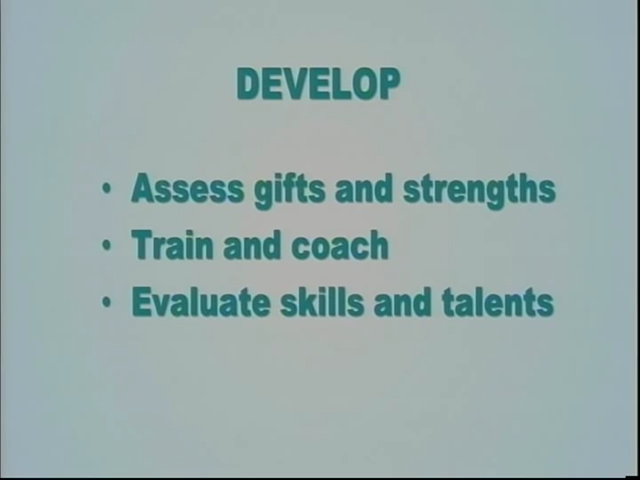 DEVELOP
• Assess gifts and strengths
• Train and coach
• Evaluate skills and talents